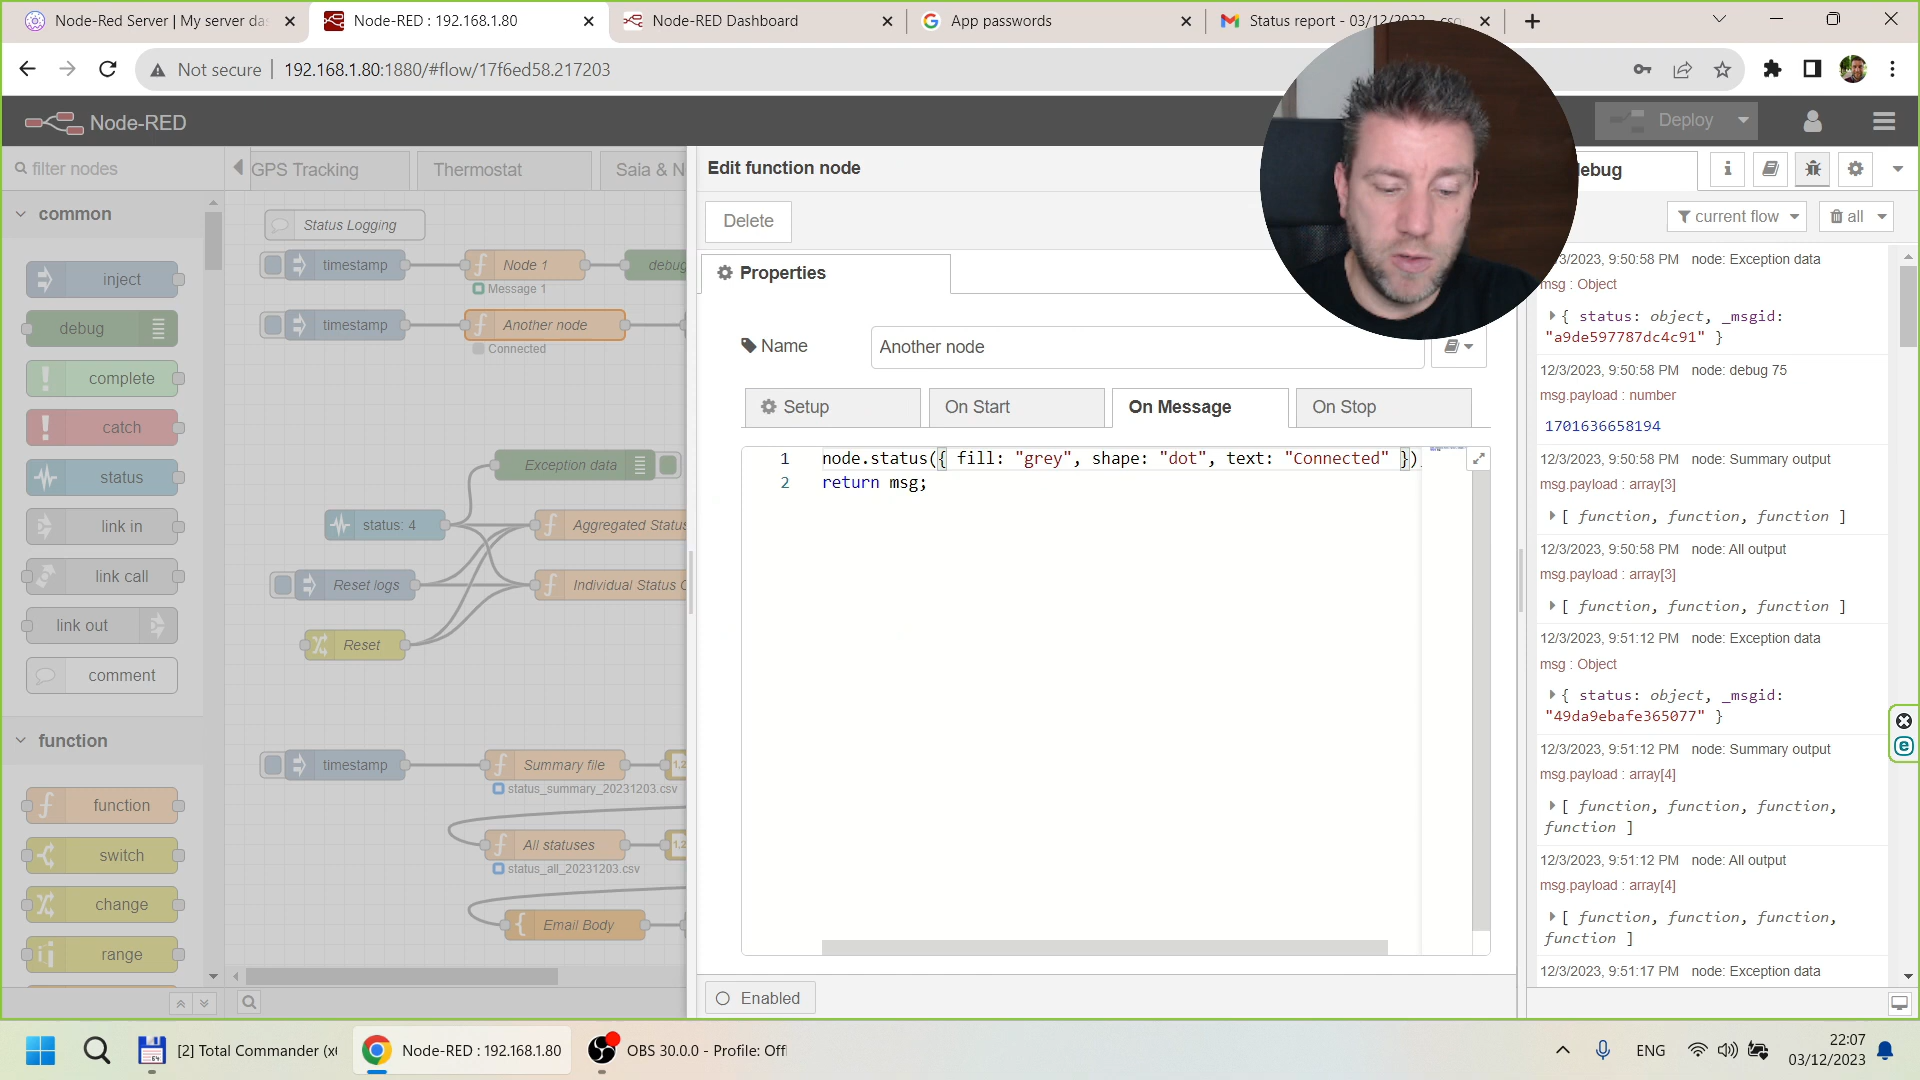 Node-Red Server | My server da
Node-RED : 192.168.1.80
Node-RED Dashboard
App passwords
Status report - 03/12/2023 - cso
Not secure
192.168.1.80:1880/#flow/17f6ed58.217203
Node-RED
Deploy
filter nodes
GPS Tracking
Thermostat
Saia & N
Edit function node
debug
common
Delete
current flow
all
Status Logging
inject
timestamp
Node 1
debug
Message 1
Properties
12/3/2023, 9:50:58 PM node: Exception data
msg : Object
{ status: object, _msgid:
"a9de597787dc4c91" }
debug
timestamp
Another node
Connected
Name
Another node
complete
12/3/2023, 9:50:58 PM node: debug 75
msg.payload : number
1701636658194
catch
Setup
On Start
On Message
On Stop
status
Exception data
1 node.status({ fill: "grey", shape: "dot", text: "Connected" })
2 return msg;
12/3/2023, 9:50:58 PM node: Summary output
msg.payload : array[3]
[ function, function, function ]
link in
status: 4
Aggregated Status
12/3/2023, 9:50:58 PM node: All output
msg.payload : array[3]
[ function, function, function ]
link call
Reset logs
Individual Status C
link out
Reset
12/3/2023, 9:51:12 PM node: Exception data
msg : Object
{ status: object, _msgid:
"49da9ebafe365077" }
comment
function
timestamp
Summary file
1,2
status_summary_20231203.csv
12/3/2023, 9:51:12 PM node: Summary output
msg.payload : array[4]
[ function, function, function,
function ]
function
switch
All statuses
1,2
status_all_20231203.csv
12/3/2023, 9:51:12 PM node: All output
msg.payload : array[4]
[ function, function, function,
function ]
change
Email Body
range
12/3/2023, 9:51:17 PM node: Exception data
Enabled
64
[2] Total Commander (x
Node-RED : 192.168.1.80
OBS 30.0.0 - Profile: Off
ENG
22:07
03/12/2023